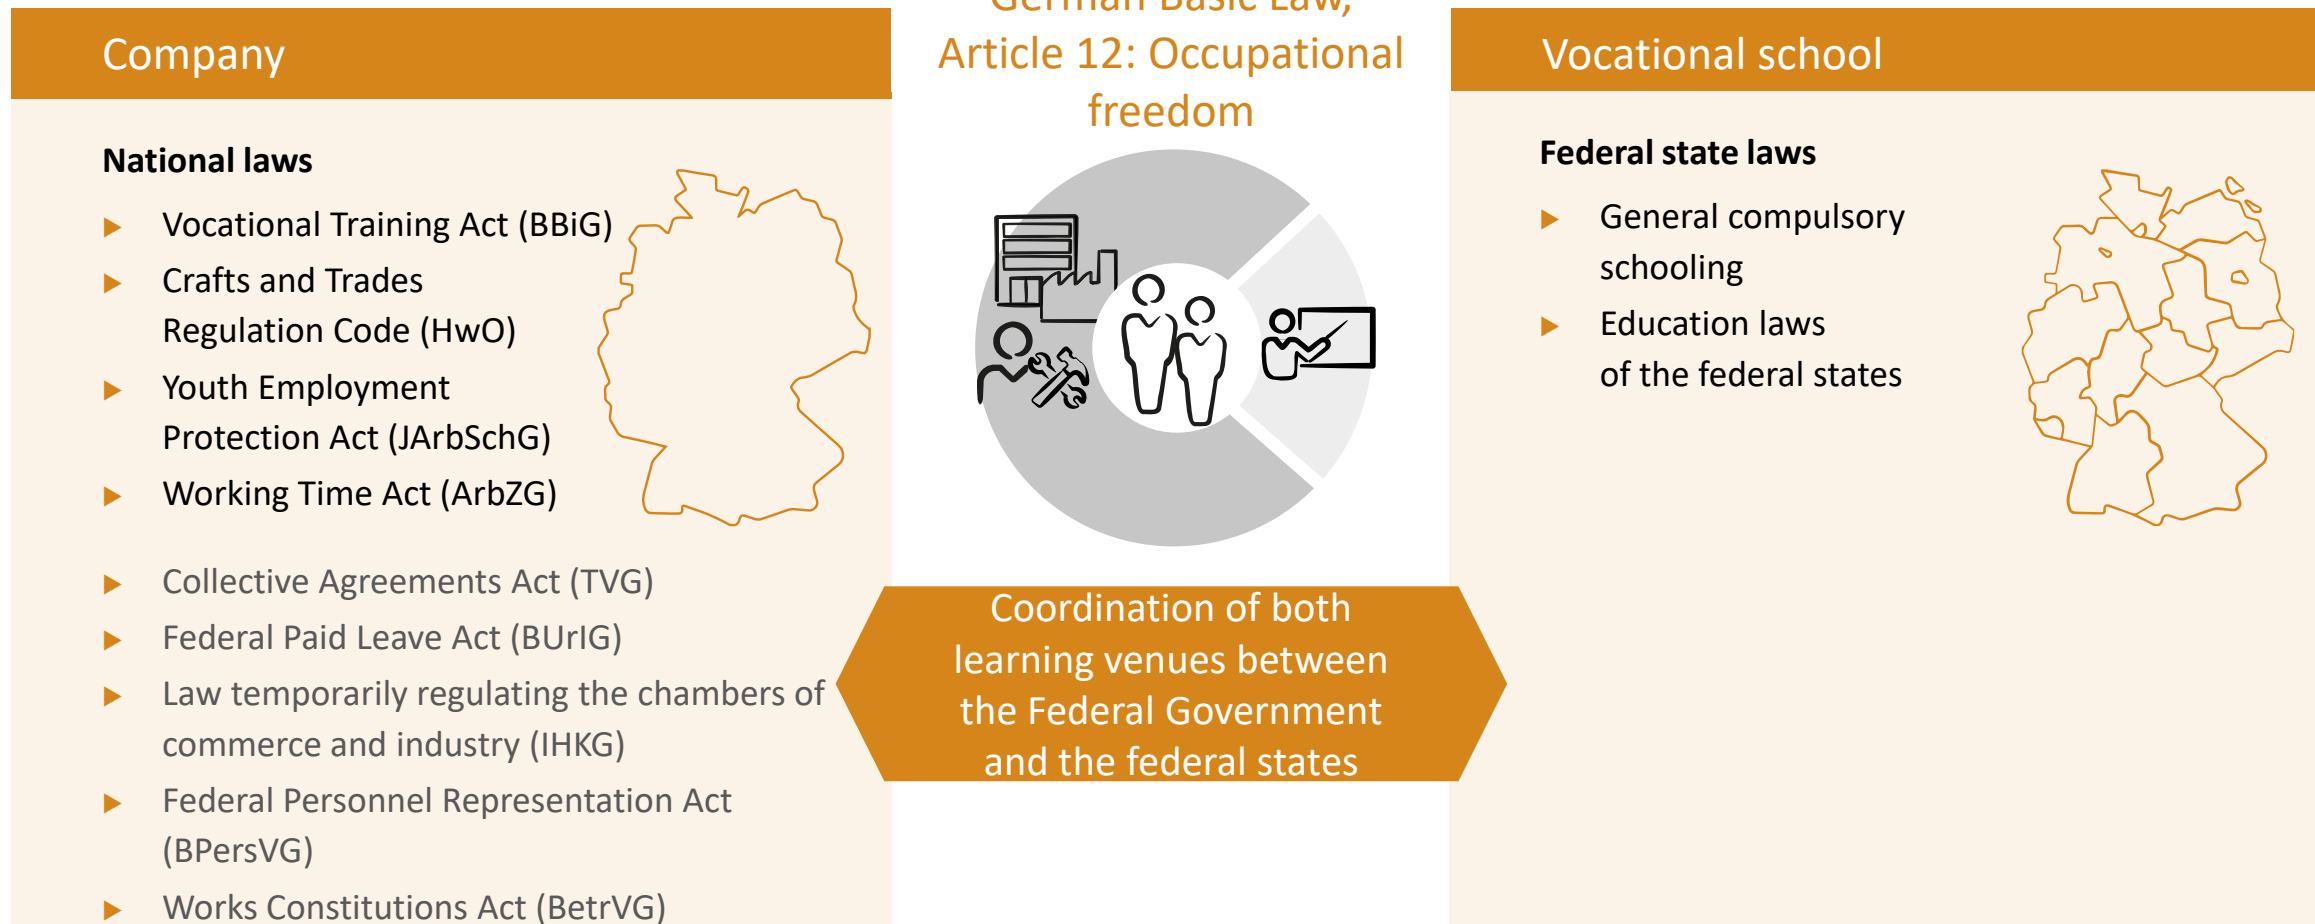 Company
National laws
Vocational Training Act (BBiG)
Crafts and Trades
Regulation Code (HwO)
Youth Employment
Protection Act (JArbSchG)
Working Time Act (ArbZG)
Collective Agreements Act (TVG)
Federal Paid Leave Act (BUrlG)
Law temporarily regulating the chambers of
commerce and industry (IHKG)
Federal Personnel Representation Act
(BPersVG)
Works Constitutions Act (BetrVG)
German Basic Law,
Article 12: Occupational
freedom
Coordination of both
learning venues between
the Federal Government
and the federal states
Vocational school
Federal state laws
General compulsory
schooling
Education laws
of the federal states